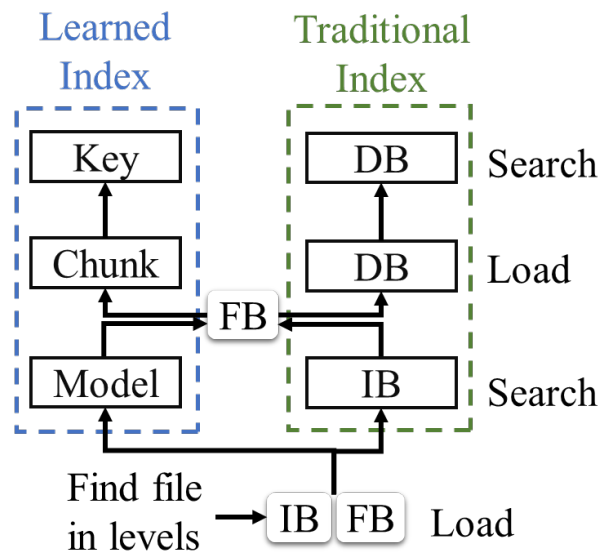 Learned
Index
Traditional
Index
Key
DB
Search
Chunk
DB
Load
FB
Model
IB
Search
Find file
in levels
IB
FB
Load